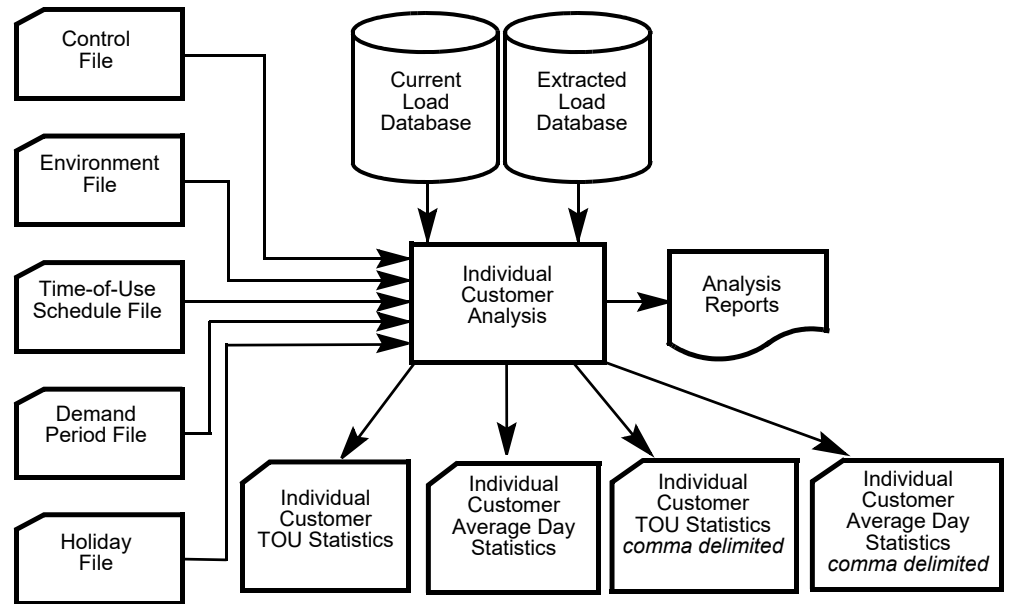 Control
File
Current
Load
Database
Extracted
Load
Database
Environment
File
Time-of-Use
Schedule File
Individual
Customer
Analysis
Analysis
Reports
Demand
Period File
Holiday
File
Individual
Customer
TOU Statistics
Individual
Customer
Average Day
Statistics
Individual
Customer
TOU Statistics
comma delimited
Individual
Customer
Average Day
Statistics
comma delimited